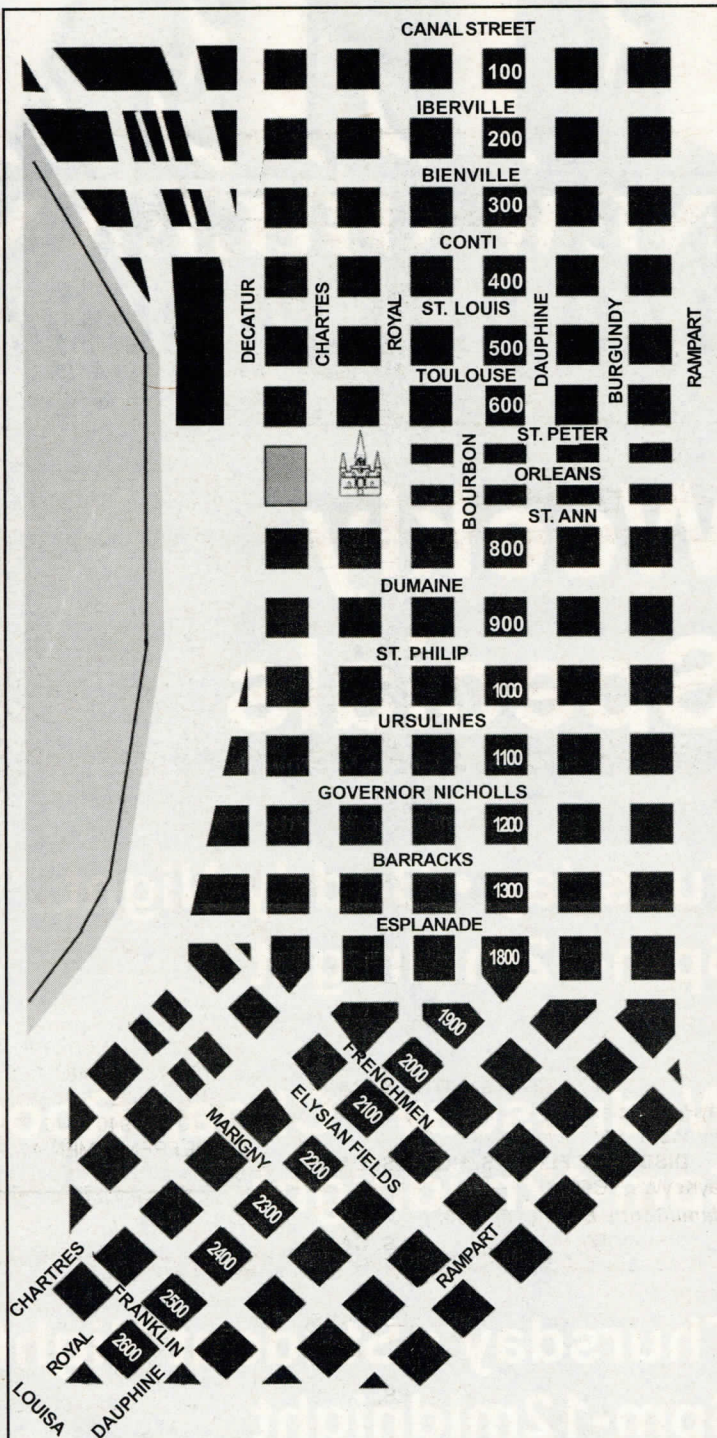 CANAL STREET
100
IBERVILLE
200
BIENVILLE
300
CONTI
400
DECATUR
CHARTES
ROYAL
ST. LOUIS
DAUPHINE
BURGUNDY
RAMPART
500
TOULOUSE
600
ST. PETER
BOURBON
ORLEANS
ST. ANN
800
DUMAINE
900
ST. PHILIP
1000
URSULINES
1100
GOVERNOR NICHOLLS
1200
BARRACKS
1300
ESPLANADE
1800
1900
FRENCHMEN
2000
2100
ELYSIAN FIELDS
MARIGNY
2200
2300
2400
RAMPART
CHARTRES
FRANKLIN
2500
ROYAL
2600
DAUPHINE
LOUISA